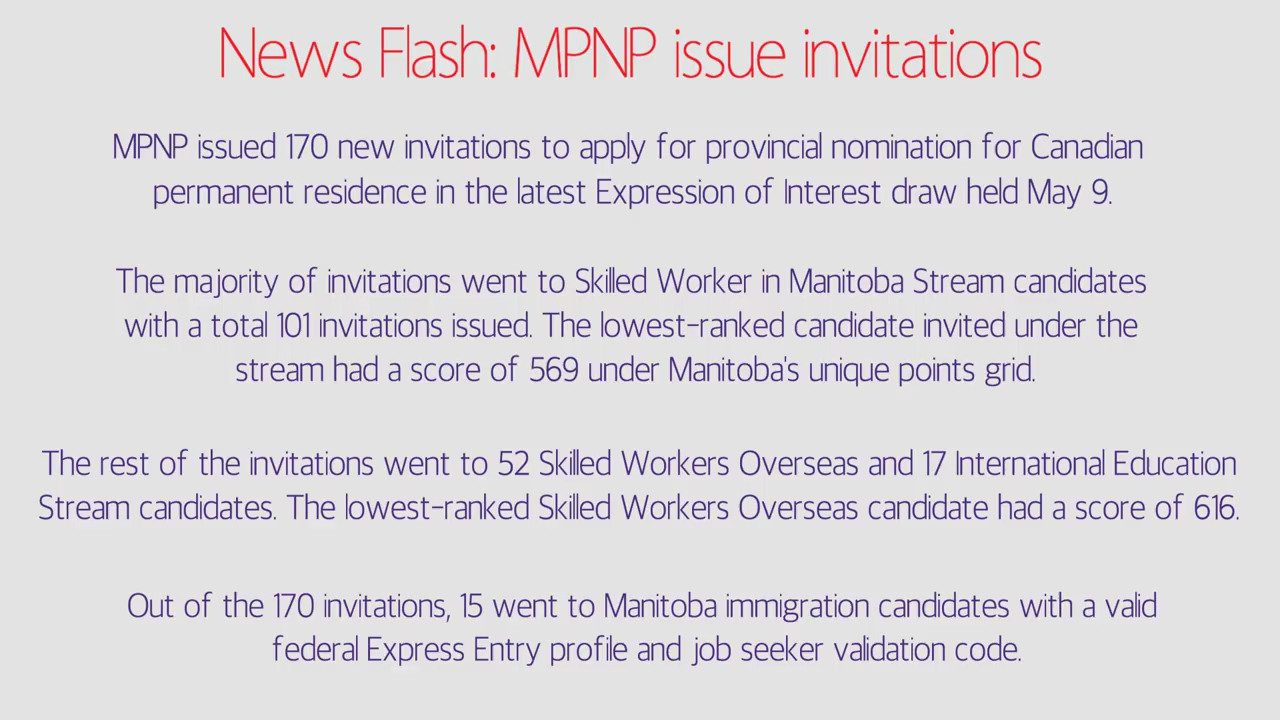 News Flash: MPNP issue invitations
MPNP issued 170 new invitations to apply for provincial nomination for Canadian
permanent residence in the latest Expression of Interest draw held May 9.
The majority of invitations went to Skilled Worker in Manitoba Stream candidates
with a total 101 invitations issued. The lowest-ranked candidate invited under the
stream had a score of 569 under Manitoba's unique points grid.
The rest of the invitations went to 52 Skilled Workers Overseas and 17 International Education
Stream candidates. The lowest-ranked Skilled Workers Overseas candidate had a score of 616.
Out of the 170 invitations, 15 went to Manitoba immigration candidates with a valid
federal Express Entry profile and job seeker validation code.